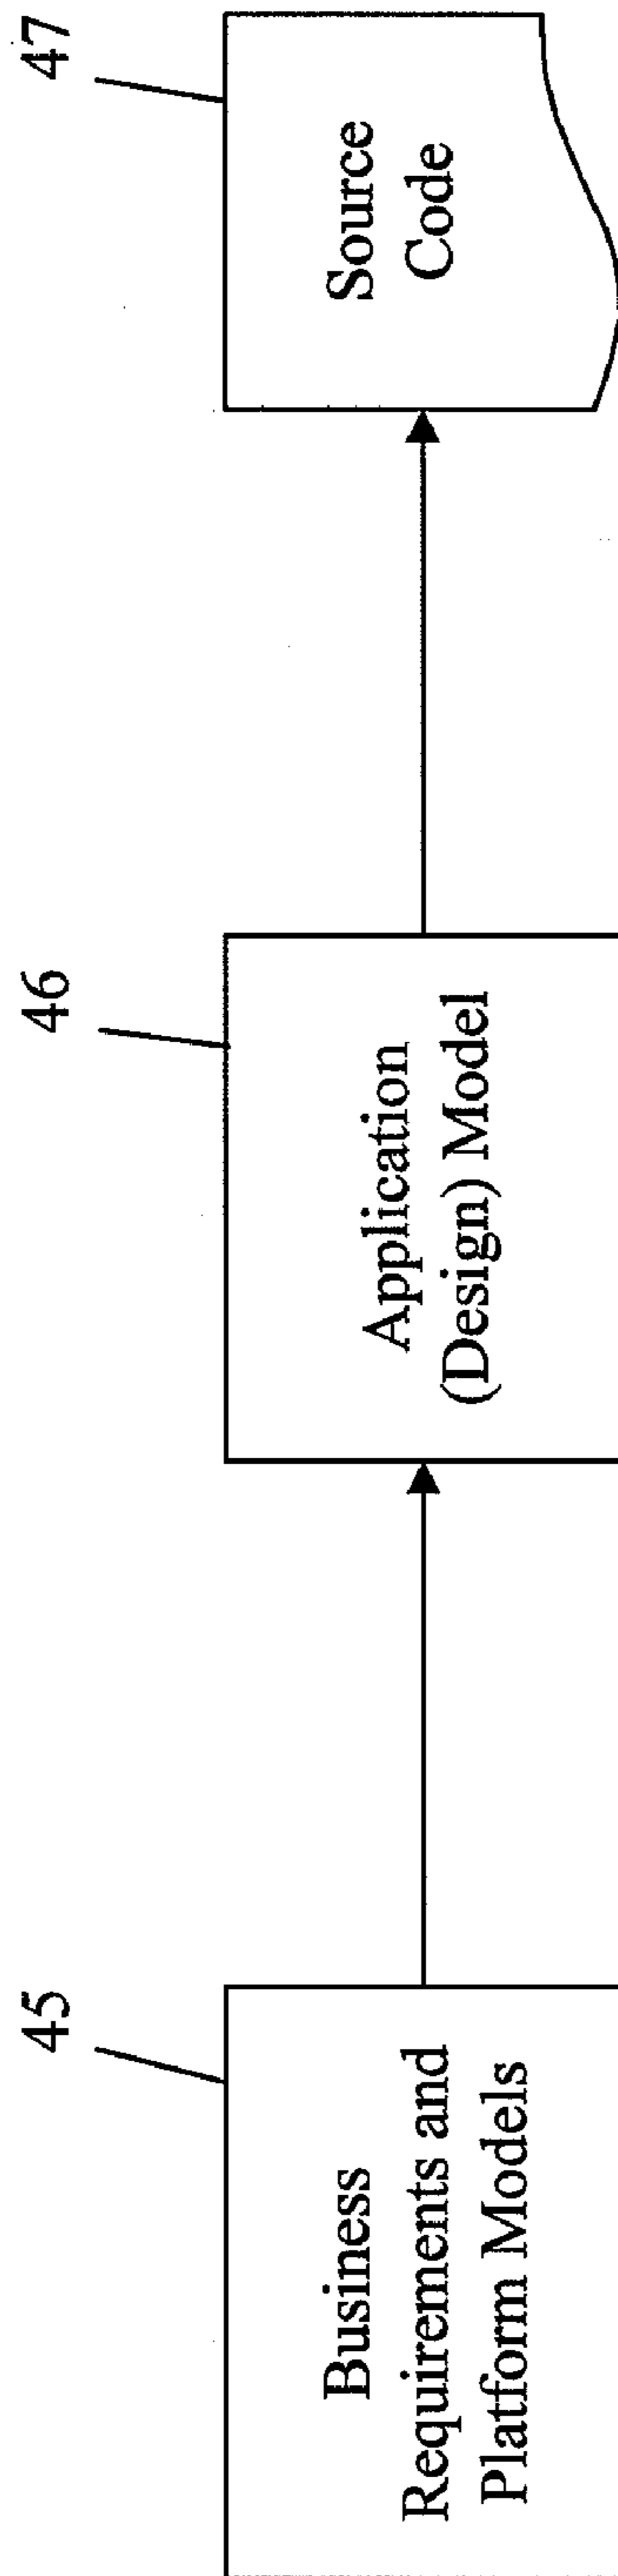 45
Business
Requirements and
Platform Models
46
Application
(Design) Model
47
Source
Code